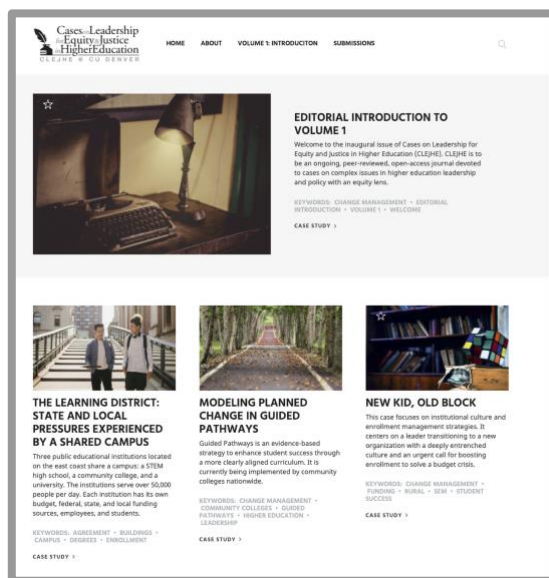 Cases on Leadership
for Equity & Justice
in HigherEducation
CLEJHE @ CU DENVER
HOME ABOUT VOLUME 1: INTRODUCITON SUBMISSIONS
EDITORIAL INTRODUCTION TO
VOLUME 1
Welcome to the inaugural issue of Cases on Leadership for
Equity and Justice in Higher Education (CLEJHE). CLEJHE is to
be an ongoing, peer-reviewed, open-access journal devoted
to cases on complex issues in higher education leadership
and policy with an equity lens.
KEYWORDS: CHANGE MANAGEMENT • EDITORIAL
INTRODUCTION • VOLUME 1 • WELCOME
CASE STUDY >
THE LEARNING DISTRICT:
STATE AND LOCAL
PRESSURES EXPERIENCED
BY A SHARED CAMPUS
Three public educational institutions located
on the east coast share a campus: a STEM
high school, a community college, and a
university. The institutions serve over 50,000
people per day. Each institution has its own
budget, federal, state, and local funding
sources, employees, and students.
KEYWORDS: AGREEMENT • BUILDINGS •
CAMPUS • DEGREES • ENROLLMENT
CASE STUDY >
MODELING PLANNED
CHANGE IN GUIDED
PATHWAYS
Guided Pathways is an evidence-based
strategy to enhance student success through
a more clearly aligned curriculum. It is
currently being implemented by community
colleges nationwide.
KEYWORDS: CHANGE MANAGEMENT •
COMMUNITY COLLEGES • GUIDED
PATHWAYS • HIGHER EDUCATION •
LEADERSHIP
CASE STUDY >
NEW KID, OLD BLOCK
This case focuses on institutional culture and
enrollment management strategies. It
centers on a leader transitioning to a new
organization with a deeply entrenched
culture and an urgent call for boosting
enrollment to solve a budget crisis.
KEYWORDS: CHANGE MANAGEMENT •
FUNDING • RURAL • SEM • STUDENT
SUCCESS
CASE STUDY >